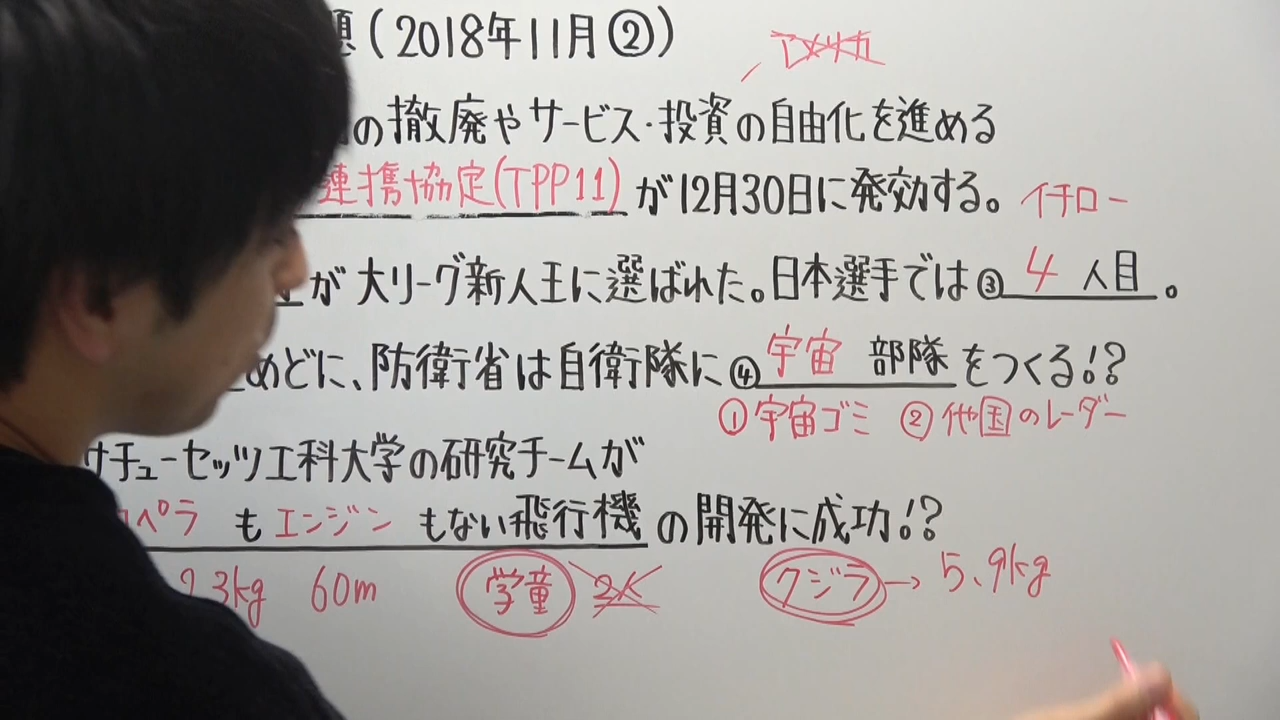 題(2018年11月②)
アメリカ
の撤廃やサービス・投資の自由化を進める
連携協定(TPP11)が12月30日に発効する。
イチロー
が大リーグ新人王に選ばれた。日本選手では③4人目。
めどに、防衛省は自衛隊に④宇宙部隊をつくる!?
①宇宙ゴミ ②他国のレーダー
サチューセッツ工科大学の研究チームが
ロペラもエンジンもない飛行機の開発に成功!?
2.3kg 60m 学童 クジラ→5.9kg